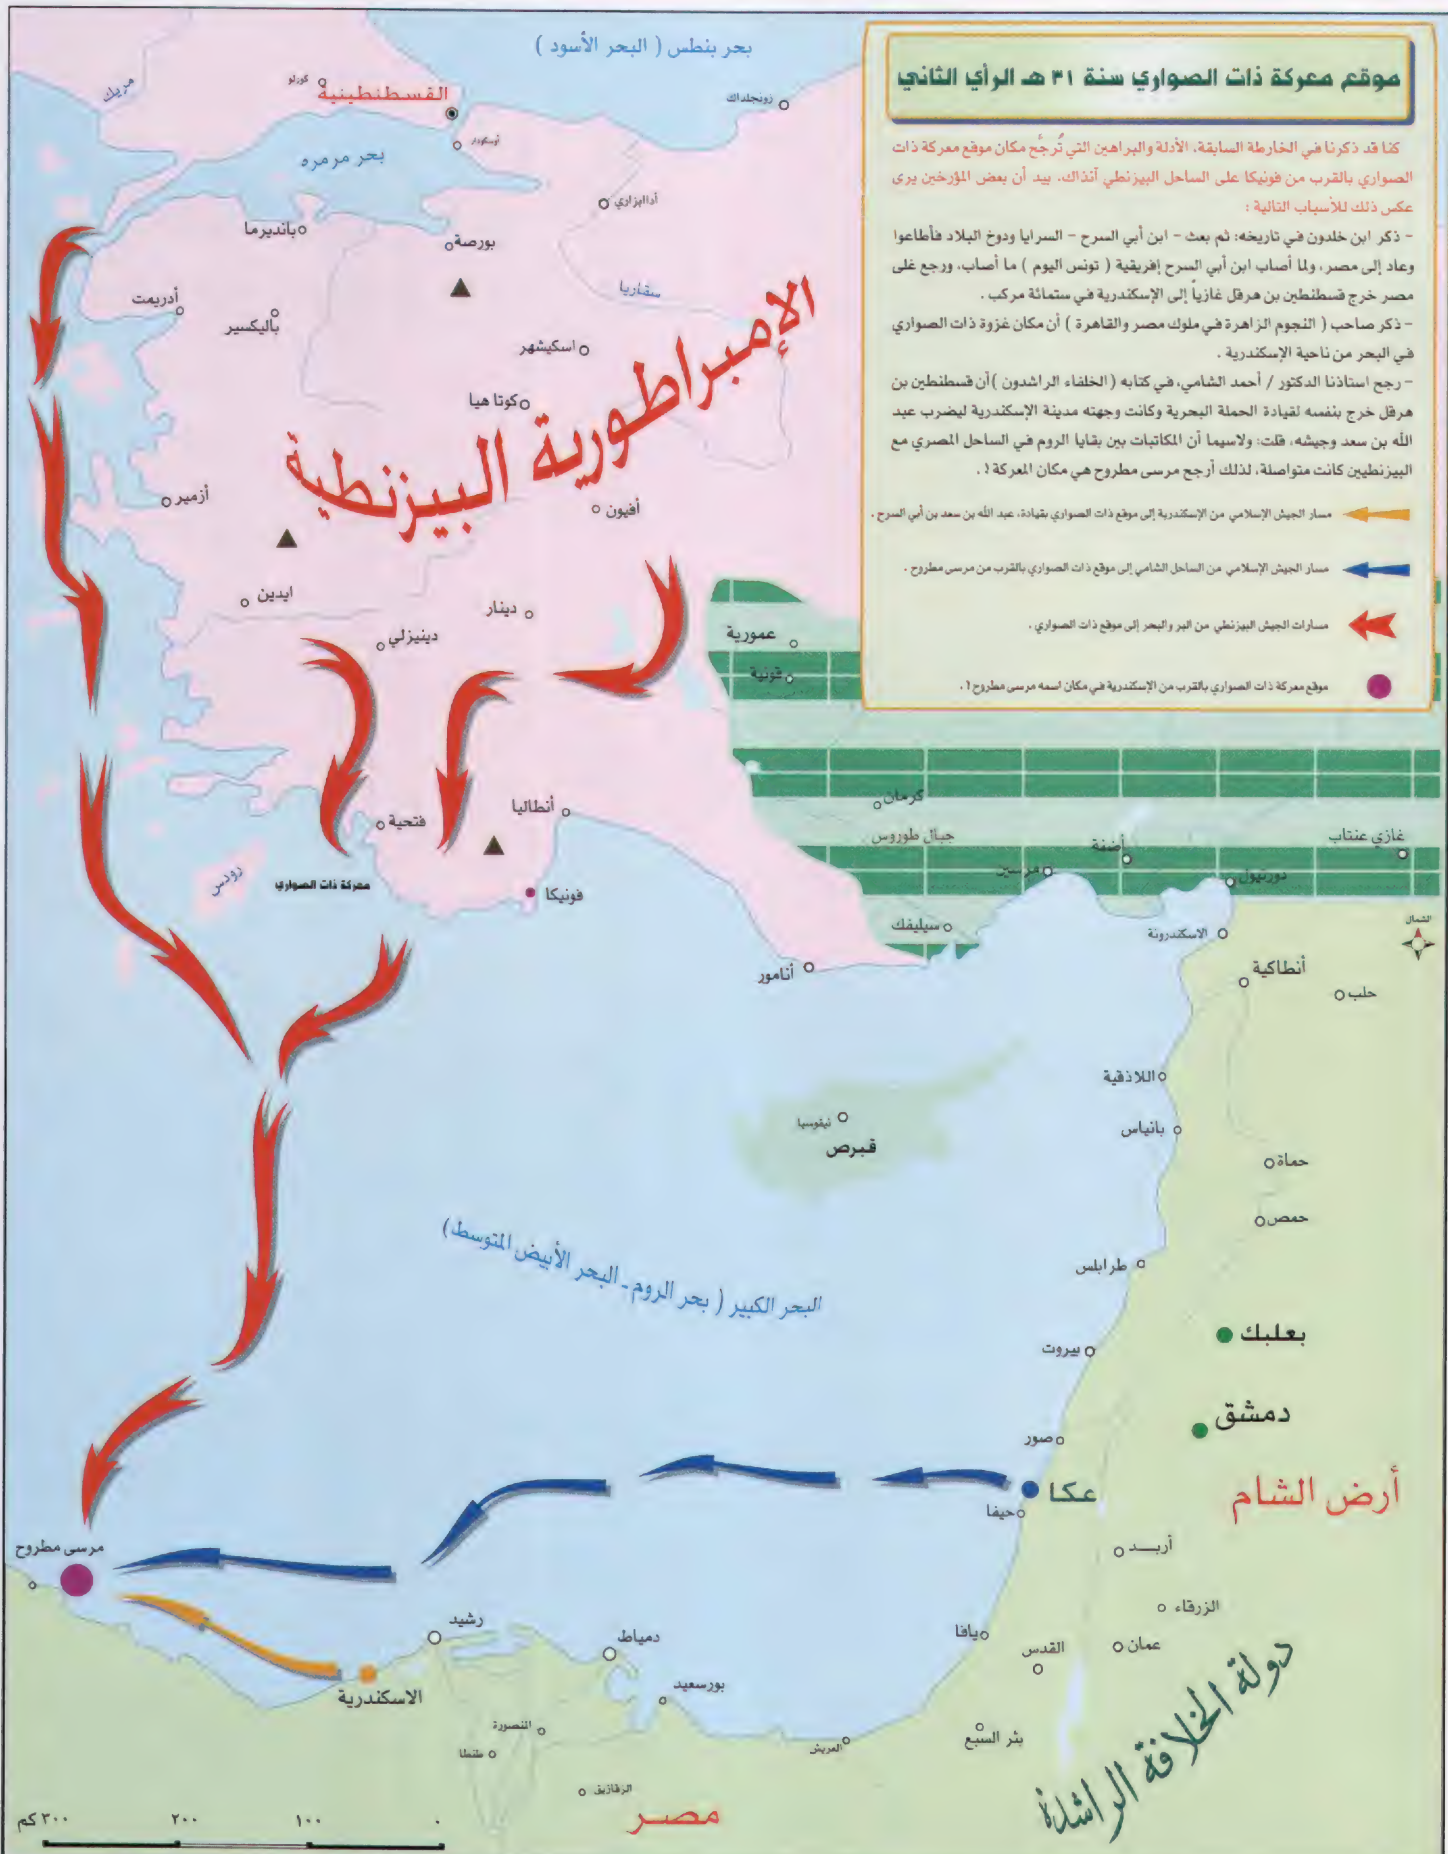 موقع معركة ذات الصواري سنة ٣١ هـ الرأي الثاني
كنا قد ذكرنا في الخارطة السابقة، الأدلة والبراهين التي تُرجّح مكان موقع معركة ذات
الصواري بالقرب من فونيكا على الساحل البيزنطي آنذاك. بيد أن بعض المؤرخين يرى
عكس ذلك للأسباب التالية :
- ذكر ابن خلدون في تاريخه: ثم بعث - ابن أبي السرح - السرايا ودوخ البلاد فأطاعوا
وعاد إلى مصر، ولما أصاب ابن أبي السرح إفريقية ( تونس اليوم ) ما أصاب، ورجع غلى
مصر خرج قسطنطين بن هرقل غازياً إلى الإسكندرية في ستمائة مركب .
- ذكر صاحب ( النجوم الزاهرة في ملوك مصر والقاهرة ) أن مكان غزوة ذات الصواري
في البحر من ناحية الإسكندرية .
- رجح استاذنا الدكتور / أحمد الشامي، في كتابه ( الخلفاء الراشدون ) أن قسطنطين بن
هرقل خرج بنفسه لقيادة الحملة البحرية وكانت وجهته مدينة الإسكندرية ليضرب عبد
الله بن سعد وجيشه، قلت: ولاسيما أن المكاتبات بين بقايا الروم في الساحل المصري مع
البيزنطيين كانت متواصلة، لذلك أرجح مرسى مطروح هي مكان المعركة ؟ .
مسار الجيش الإسلامي من الإسكندرية إلى موقع ذات الصواري بقيادة، عبد الله بن سعد بن أبي السرح .
مسار الجيش الإسلامي من الساحل الشامي إلى موقع ذات الصواري بالقرب من مرسى مطروح .
مسارات الجيش البيزنطي من البر والبحر إلى موقع ذات الصواري .
موقع معركة ذات الصواري بالقرب من الإسكندرية في مكان اسمه مرسى مطروح ؟ .
بحر بنطس ( البحر الأسود )
مريك
كورلو
القسطنطينية
اوسكودار
زونجلداك
بحر مرمره
أدابزاري
بانديرما
بورصة
سقاريا
أدريمت
باليكسير
اسكيشهر
كوتا هيا
الإمبراطورية البيزنطية
أزمير
أفيون
ايدين
دينار
دينيزلي
عمورية
قونية
كرمان
جبال طوروس
غازي عنتاب
أضنة
مرسين
دورتيول
سيليفك
الاسكندرونة
الشمال
أنطاليا
فتحية
رودس
معركة ذات الصواري
فونيكا
أنامور
أنطاكية
حلب
اللاذقية
بانياس
نيقوسيا
قبرص
حماة
حمص
البحر الكبير ( بحر الروم - البحر الأبيض المتوسط)
طرابلس
بعلبك
بيروت
دمشق
صور
عكا
أرض الشام
حيفا
مرسى مطروح
أربـــد
الزرقاء
رشيد
دمياط
يافا
القدس
عمان
الاسكندرية
بورسعيد
المنصورة
طنطا
العريش
بئر السبع
دولة الخلافة الراشدة
الزقازيق
مصـر
٣٠٠ كم
٢٠٠
١٠٠
٠